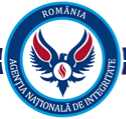 ROMÂNIA
AGENȚIA NAȚIONALĂ DE INTEGRITATE